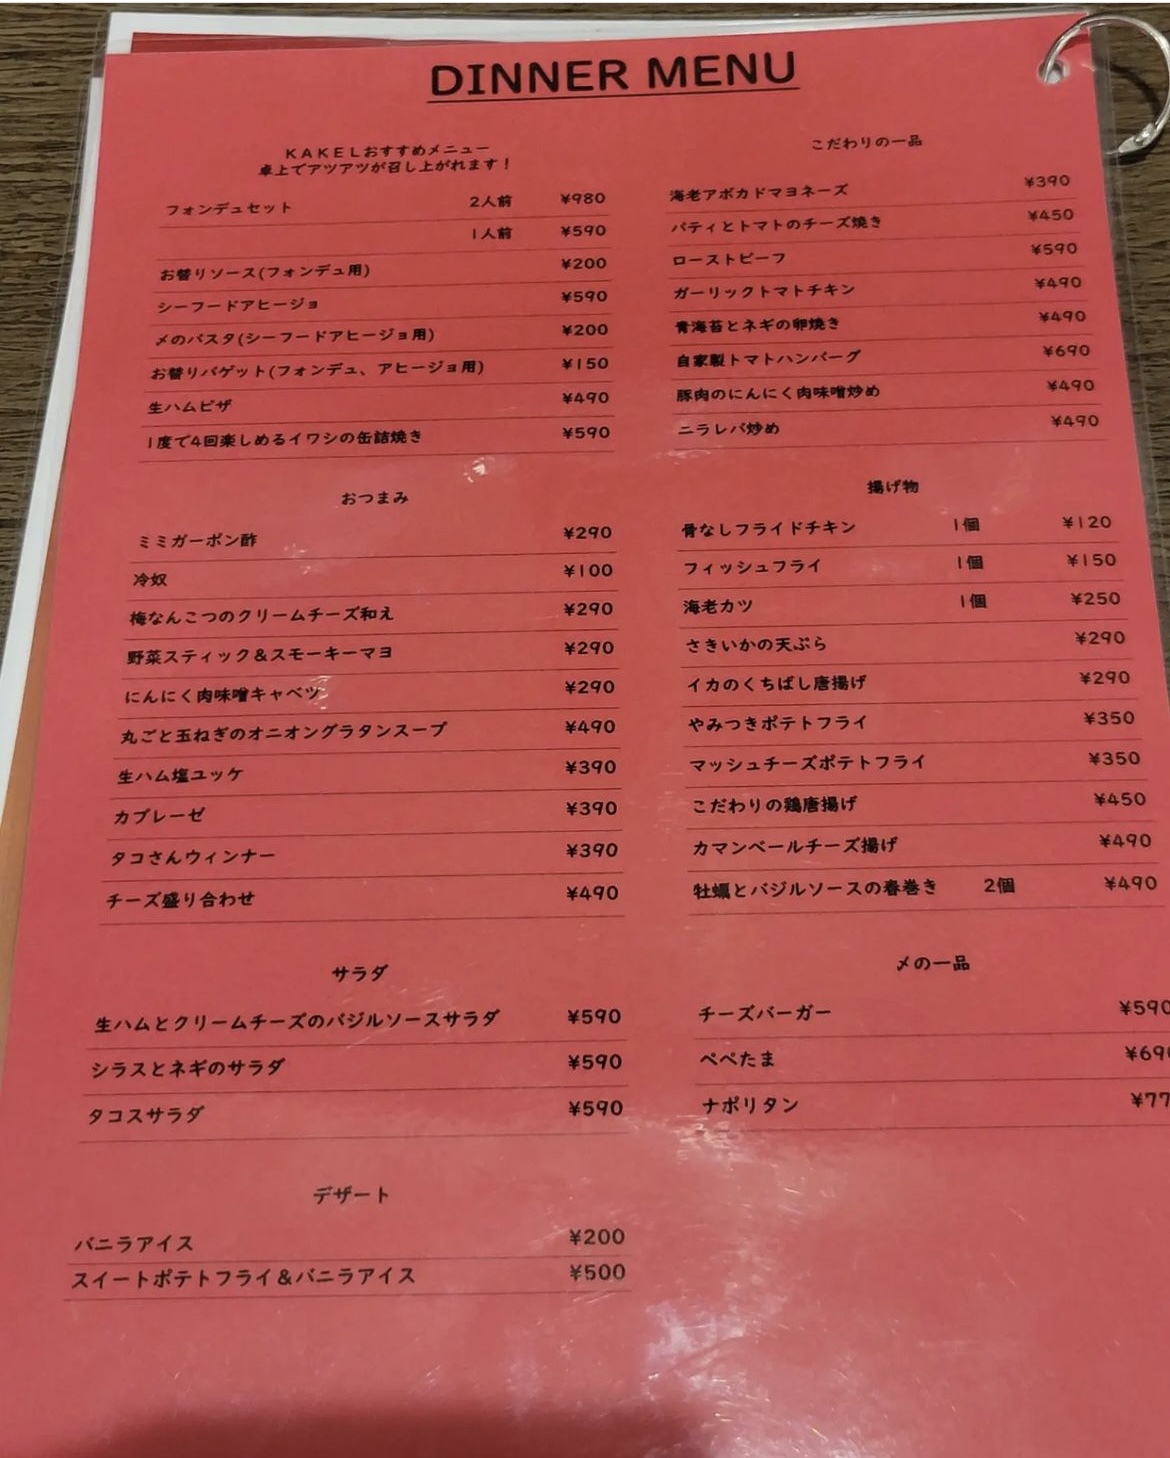 DINNER MENU
KAKELおすすめメニュー
卓上でアツアツが召し上がれます！
フォンデュセット 2人前 ¥980
1人前 ¥590
お替りソース(フォンデュ用) ¥200
シーフードアヒージョ ¥590
〆のパスタ(シーフードアヒージョ用) ¥200
お替りバゲット(フォンデュ、アヒージョ用) ¥150
生ハムピザ ¥490
1度で4回楽しめるイワシの缶詰焼き ¥590
おつまみ
ミミガーポン酢 ¥290
冷奴 ¥100
梅なんこつのクリームチーズ和え ¥290
野菜スティック＆スモーキーマヨ ¥290
にんにく肉味噌キャベツ ¥290
丸ごと玉ねぎのオニオングラタンスープ ¥490
生ハム塩ユッケ ¥390
カプレーゼ ¥390
タコさんウィンナー ¥390
チーズ盛り合わせ ¥490
サラダ
生ハムとクリームチーズのバジルソースサラダ ¥590
シラスとネギのサラダ ¥590
タコスサラダ ¥590
デザート
バニラアイス ¥200
スイートポテトフライ＆バニラアイス ¥500
こだわりの一品
海老アボカドマヨネーズ ¥390
パティとトマトのチーズ焼き ¥450
ローストビーフ ¥590
ガーリックトマトチキン ¥490
青海苔とネギの卵焼き ¥490
自家製トマトハンバーグ ¥690
豚肉のにんにく肉味噌炒め ¥490
ニラレバ炒め ¥490
揚げ物
骨なしフライドチキン 1個 ¥120
フィッシュフライ 1個 ¥150
海老カツ 1個 ¥250
さきいかの天ぷら ¥290
イカのくちばし唐揚げ ¥290
やみつきポテトフライ ¥350
マッシュチーズポテトフライ ¥350
こだわりの鶏唐揚げ ¥450
カマンベールチーズ揚げ ¥490
牡蠣とバジルソースの春巻き 2個 ¥490
〆の一品
チーズバーガー ¥590
ペペたま
ナポリタン